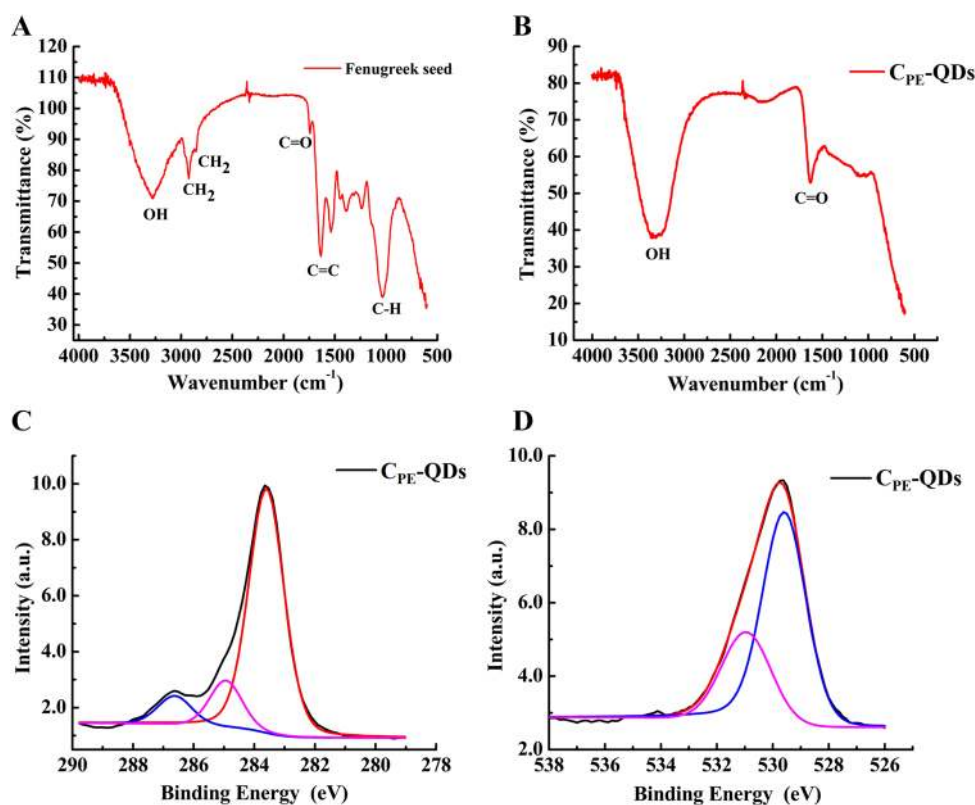 A
Fenugreek seed
Transmittance (%)
120
110
100
90
80
70
60
50
40
30
OH
CH2
CH2
C=O
C=C
C-H
4000 3500 3000 2500 2000 1500 1000 500
Wavenumber (cm-1)
B
CPE-QDs
Transmittance (%)
90
80
70
60
50
40
30
20
10
OH
C=O
4000 3500 3000 2500 2000 1500 1000 500
Wavenumber (cm-1)
C
CPE-QDs
Intensity (a.u.)
10.0
8.0
6.0
4.0
2.0
290 288 286 284 282 280 278
Binding Energy (eV)
D
CPE-QDs
Intensity (a.u.)
10.0
8.0
6.0
4.0
2.0
538 536 534 532 530 528 526
Binding Energy (eV)